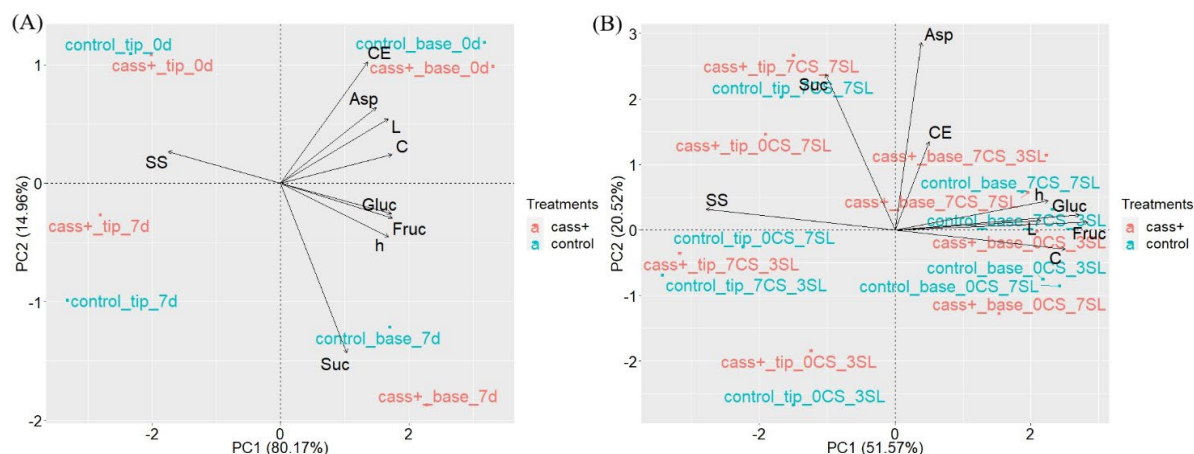 (A)
control_tip_0d
cass+_tip_0d
control_base_0d
CE
cass+_base_0d
Asp
L
C
SS
Gluc
Fruc
h
cass+_tip_7d
control_tip_7d
control_base_7d
Suc
cass+_base_7d
1
0
-1
-2
PC2 (14.96%)
-2
0
2
PC1 (80.17%)
Treatments
a cass+
a control
(B)
Asp
cass+_tip_7CS_7SL
Suc
control_tip_7CS_7SL
CE
cass+_tip_0CS_7SL
cass+_base_7CS_3SL
control_base_7CS_7SL
h
cass+_base_7CS_7SL
Gluc
SS
control_base_7CS_3SL
L
Fruc
control_tip_0CS_7SL
cass+_base_0CS_3SL
C
cass+_tip_7CS_3SL
control_base_0CS_3SL
control_tip_7CS_3SL
control_base_0CS_7SL
cass+_base_0CS_7SL
cass+_tip_0CS_3SL
control_tip_0CS_3SL
3
2
1
0
-1
-2
PC2 (20.52%)
-2
0
2
PC1 (51.57%)
Treatments
a cass+
a control